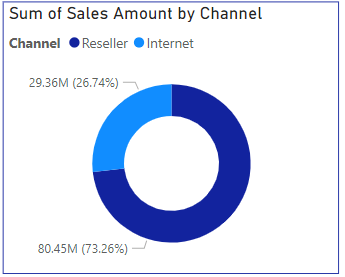 Sum of Sales Amount by Channel
Channel Reseller Internet
29.36M (26.74%)
80.45M (73.26%)